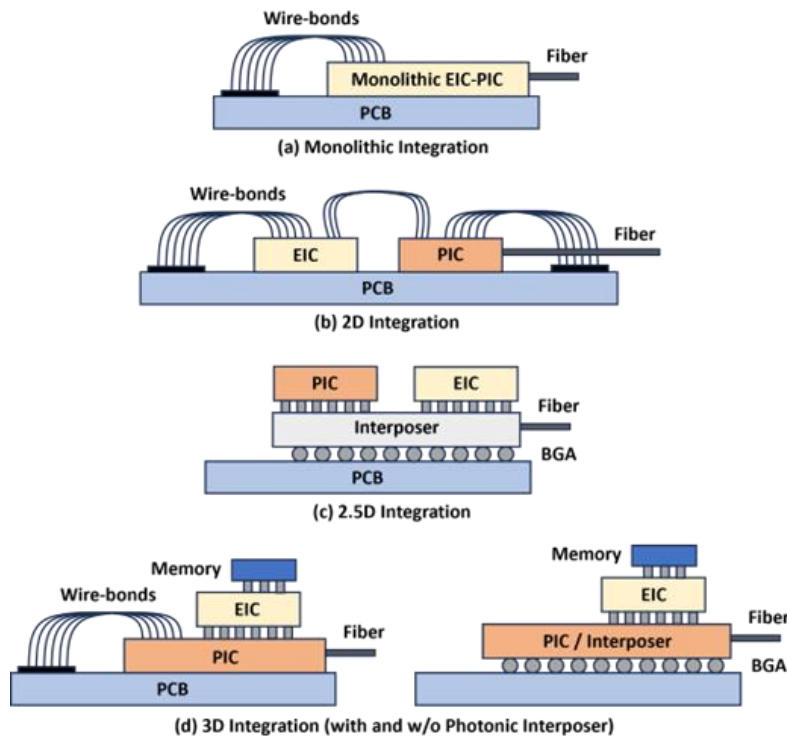 Wire-bonds
Fiber
Monolithic EIC-PIC
PCB
(a) Monolithic Integration
Wire-bonds
Fiber
EIC
PIC
PCB
(b) 2D Integration
PIC
EIC
Fiber
Interposer
BGA
PCB
(c) 2.5D Integration
Memory
Wire-bonds
EIC
Fiber
PIC
PCB
Memory
EIC
Fiber
PIC / Interposer
BGA
(d) 3D Integration (with and w/o Photonic Interposer)